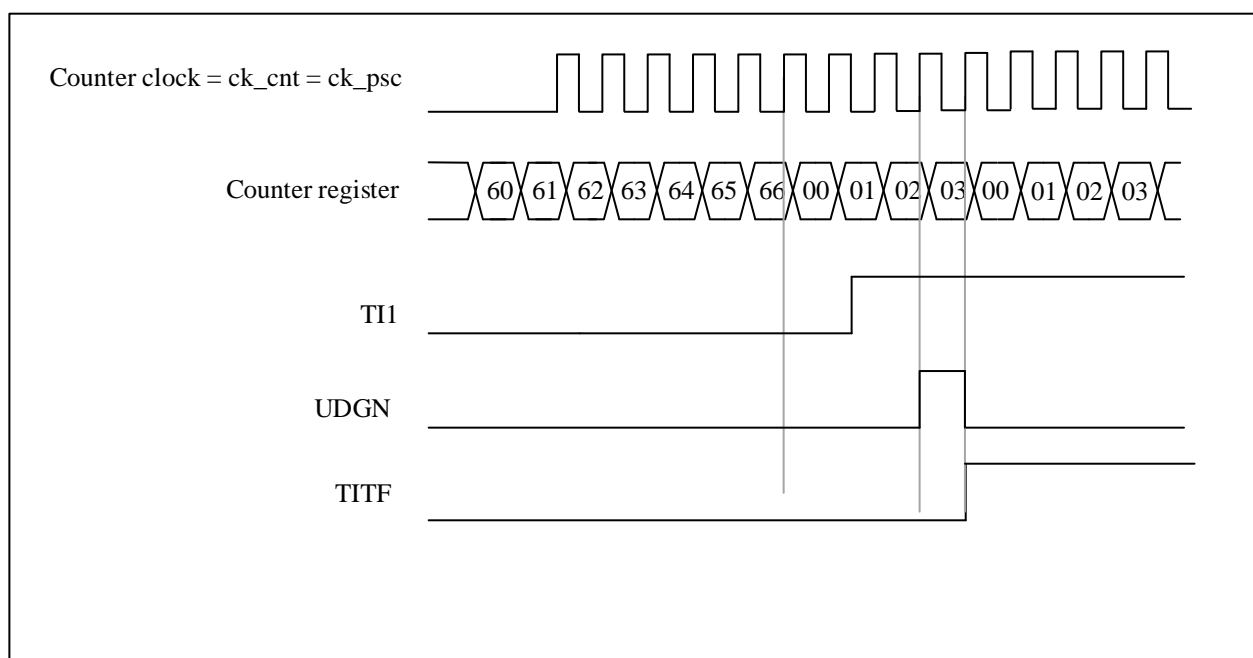 Counter clock = ck_cnt = ck_psc
Counter register 60 61 62 63 64 65 66 00 01 02 03 00 01 02 03
TI1
UDGN
TITF